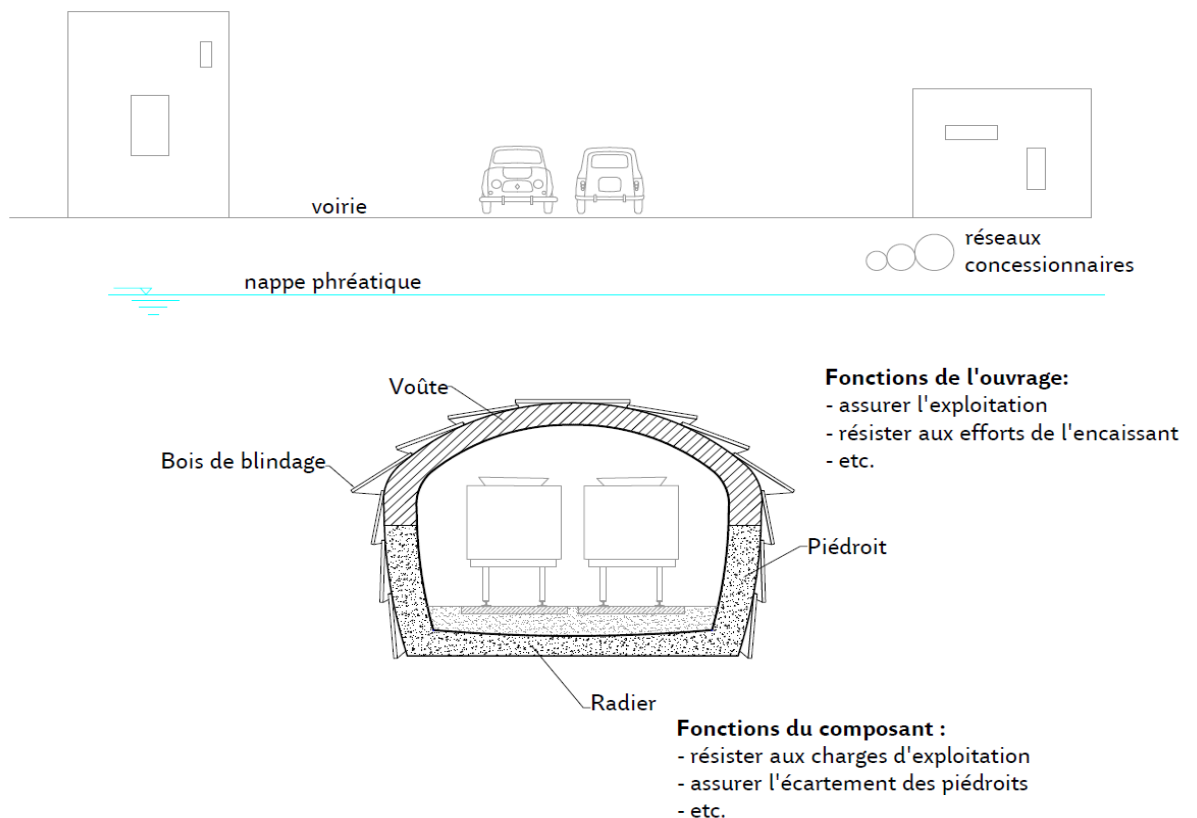 voirie
réseaux
concessionnaires
nappe phréatique
Voûte
Fonctions de l'ouvrage:
- assurer l'exploitation
- résister aux efforts de l'encaissant
- etc.
Bois de blindage
Piédroit
Radier
Fonctions du composant :
- résister aux charges d'exploitation
- assurer l'écartement des piédroits
- etc.